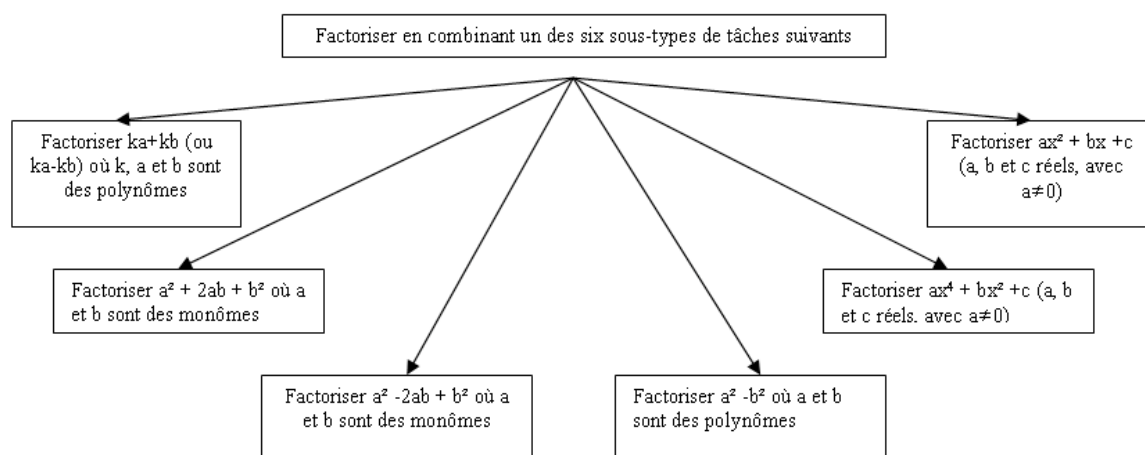 Factoriser en combinant un des six sous-types de tâches suivants
Factoriser ka+kb (ou
ka-kb) où k, a et b sont
des polynômes
Factoriser ax² + bx +c
(a, b et c réels, avec
a≠0)
Factoriser a² + 2ab + b² où a
et b sont des monômes
Factoriser ax⁴ + bx² +c (a, b
et c réels, avec a≠0)
Factoriser a² -2ab + b² où a
et b sont des monômes
Factoriser a² -b² où a et b
sont des polynômes